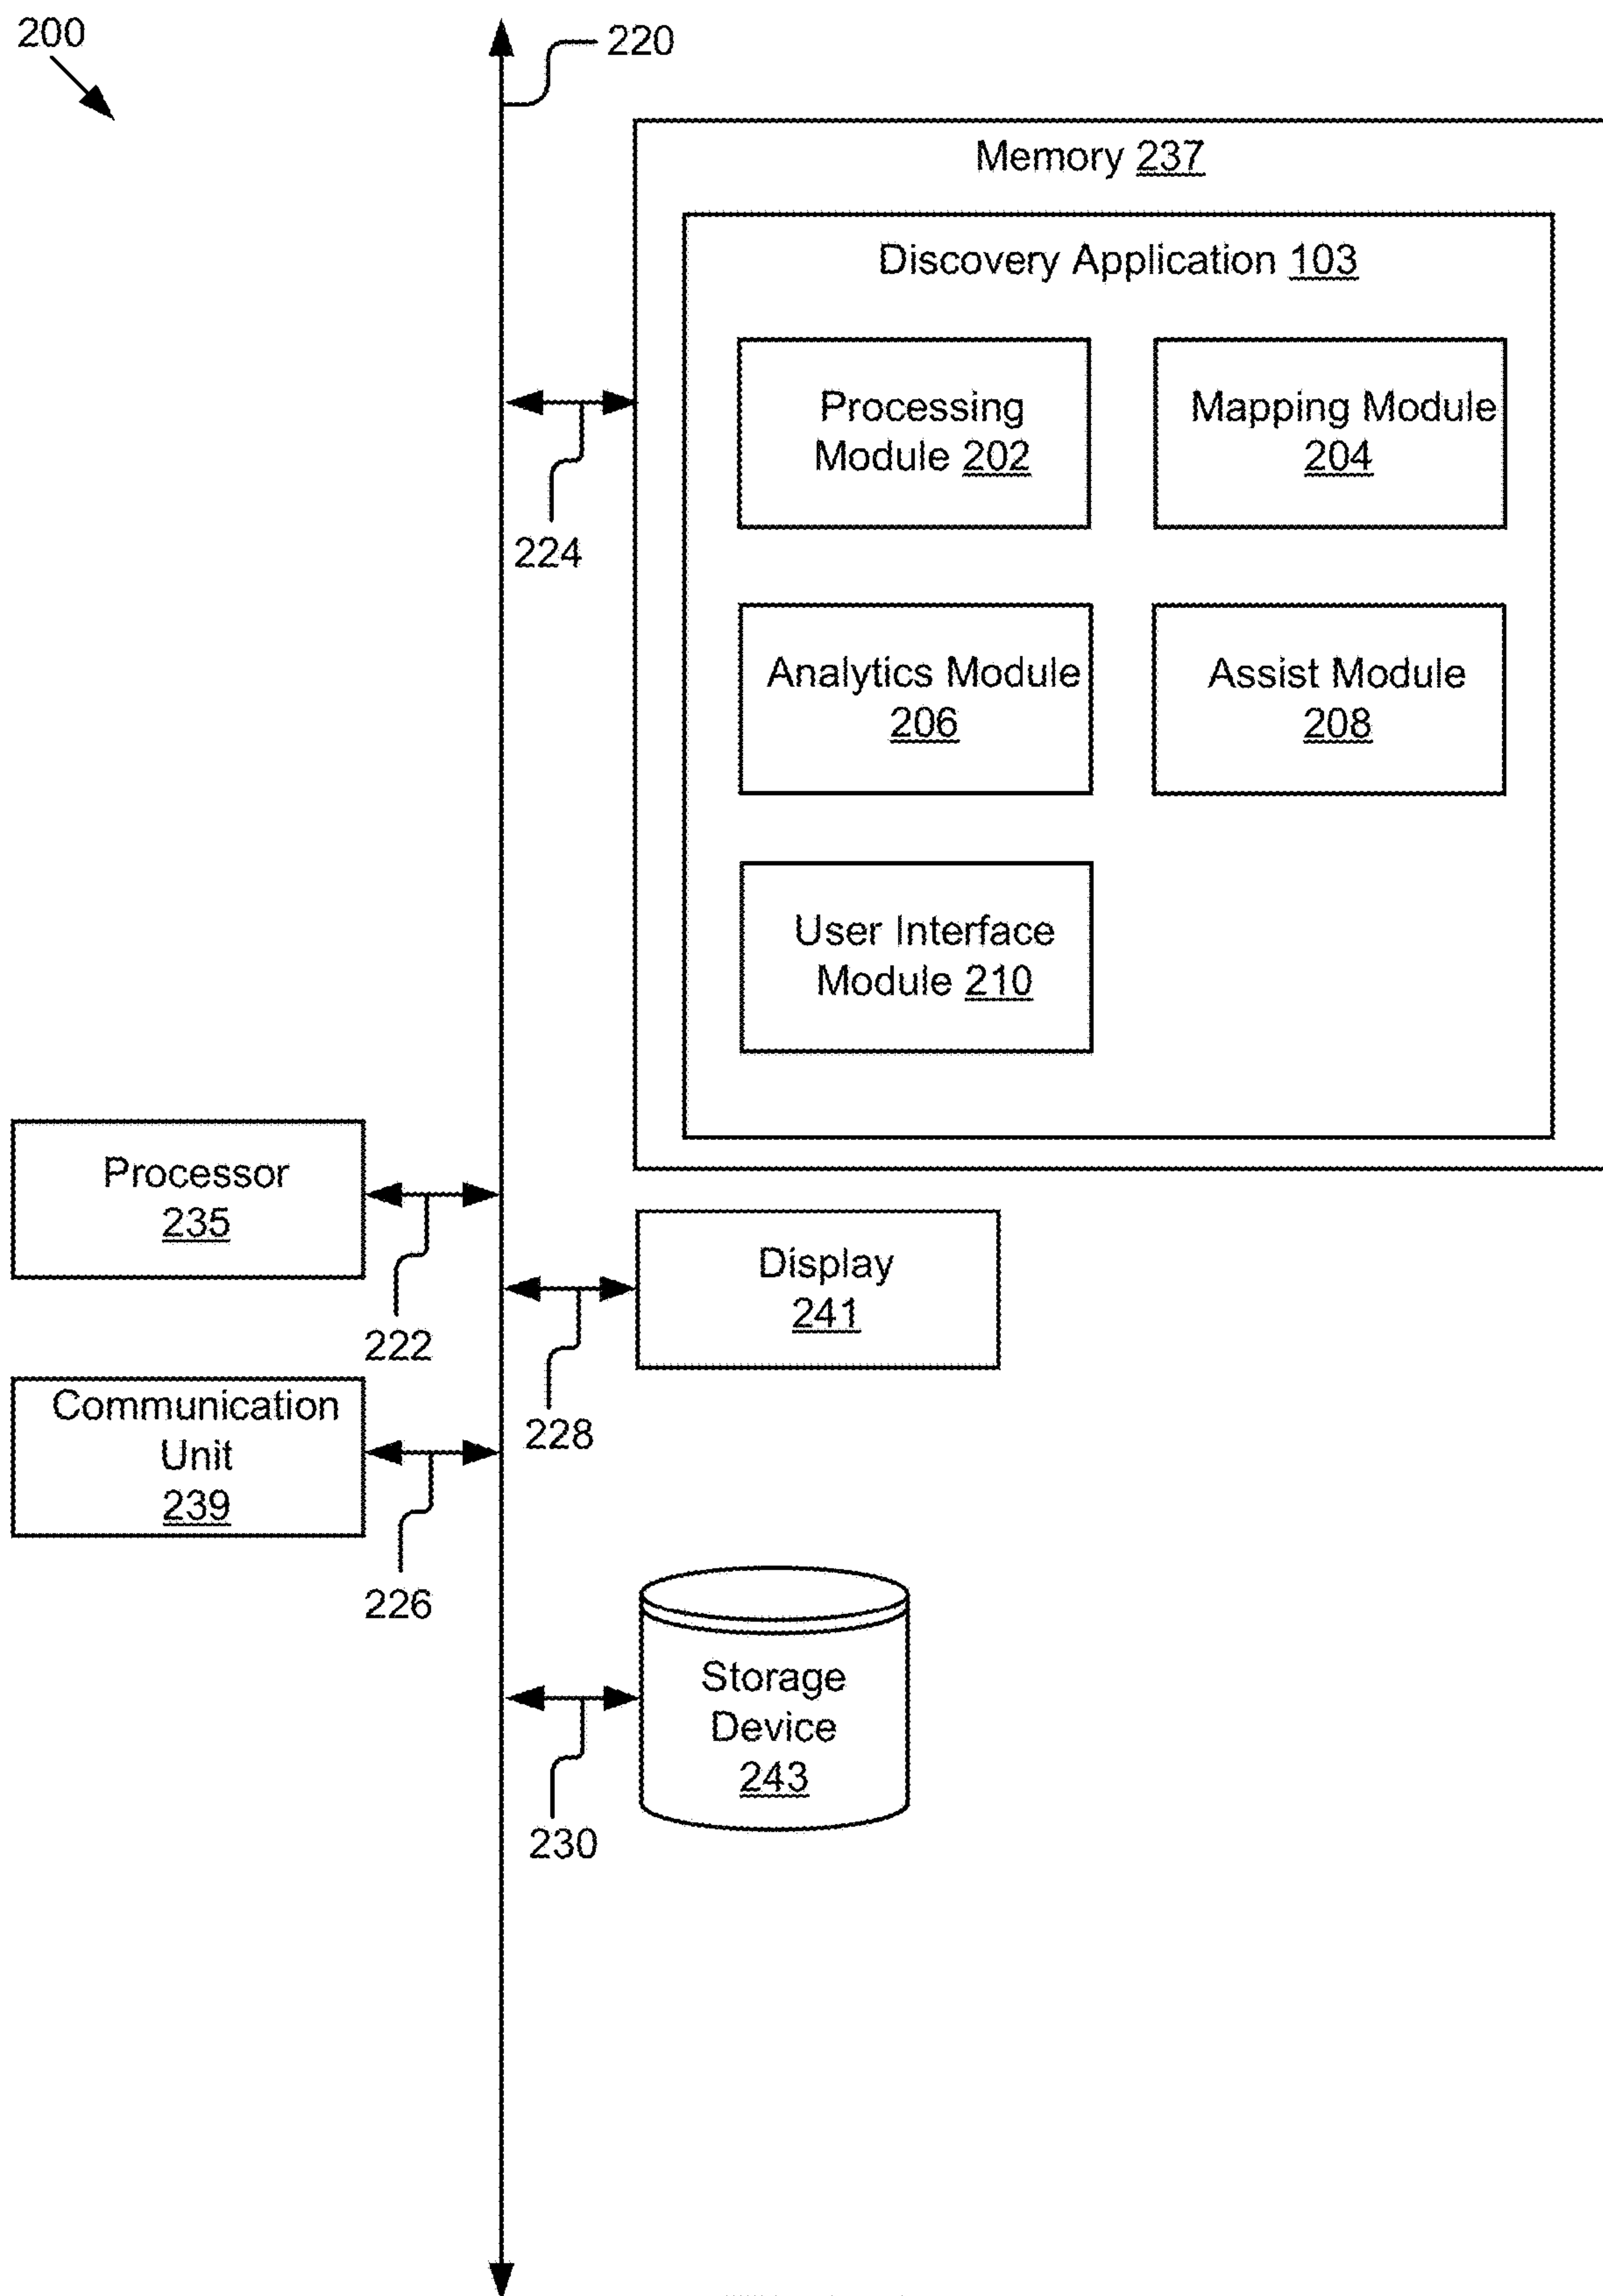 200
220
Memory 237
Discovery Application 103
Processing
Module 202
Mapping Module
204
224
Analytics Module
206
Assist Module
208
User Interface
Module 210
Processor
235
222
Display
241
228
Communication
Unit
239
226
Storage
Device
243
230